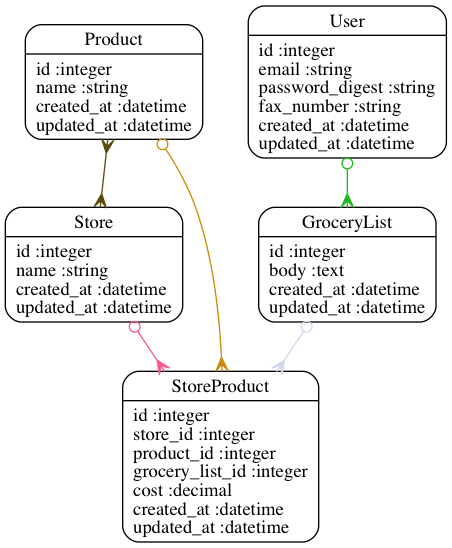 Product
id :integer
name :string
created_at :datetime
updated_at :datetime
User
id :integer
email :string
password_digest :string
fax_number :string
created_at :datetime
updated_at :datetime
Store
id :integer
name :string
created_at :datetime
updated_at :datetime
GroceryList
id :integer
body :text
created_at :datetime
updated_at :datetime
StoreProduct
id :integer
store_id :integer
product_id :integer
grocery_list_id :integer
cost :decimal
created_at :datetime
updated_at :datetime